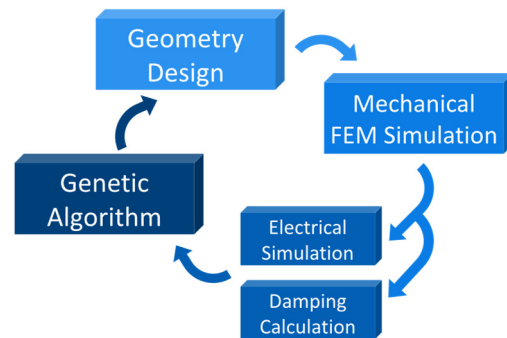 Geometry
Design
Mechanical
FEM Simulation
Genetic
Algorithm
Electrical
Simulation
Damping
Calculation